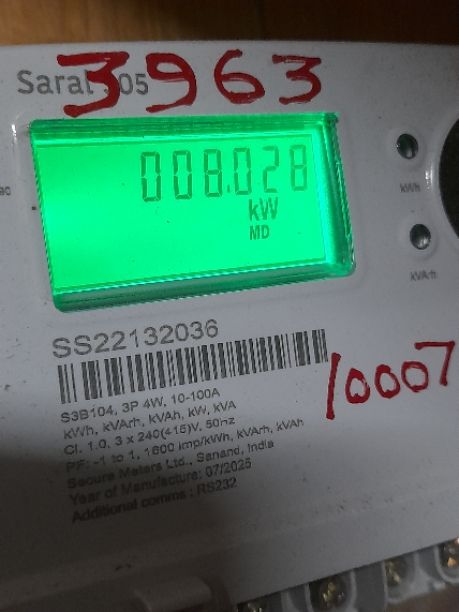 Saral 305
3963
008.028
kW
MD
kWh
kVArh
SS22132036
10007
S3B104, 3P 4W, 10-100A
kWh, kVArh, kVAh, kW, kVA
Cl. 1.0, 3 x 240(415)V, 50hz
PF: -1 to 1, 1600 imp/kWh, kVArh, kVAh
Secure Meters Ltd., Sanand, India
Year of Manufacture: 07/2025
Additional comms : RS232